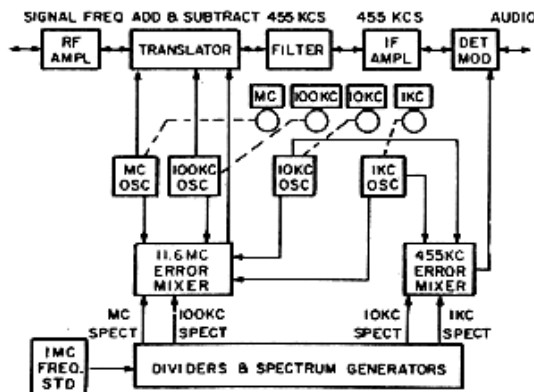 SIGNAL FREQ ADD & SUBTRACT 455 KCS 455 KCS AUDIO
RF AMPL
TRANSLATOR
FILTER
IF AMPL
DET MOD
MC
100KC
10KC
1KC
MC OSC
100KC OSC
10KC OSC
1KC OSC
11.6MC ERROR MIXER
455KC ERROR MIXER
MC SPECT
100KC SPECT
10KC SPECT
1KC SPECT
1MC FREQ. STD
DIVIDERS & SPECTRUM GENERATORS